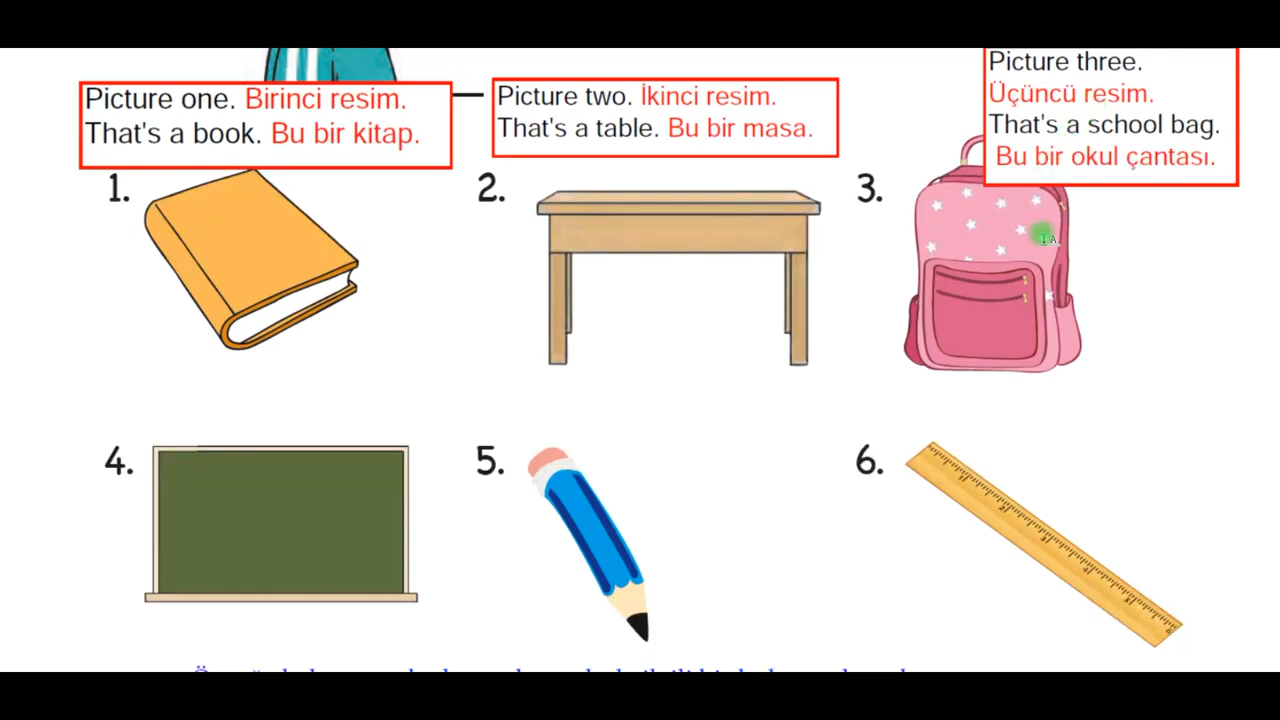 Picture one. Birinci resim.
That's a book. Bu bir kitap.
Picture two. İkinci resim.
That's a table. Bu bir masa.
Picture three.
Üçüncü resim.
That's a school bag.
Bu bir okul çantası.
1.
2.
3.
4.
5.
6.